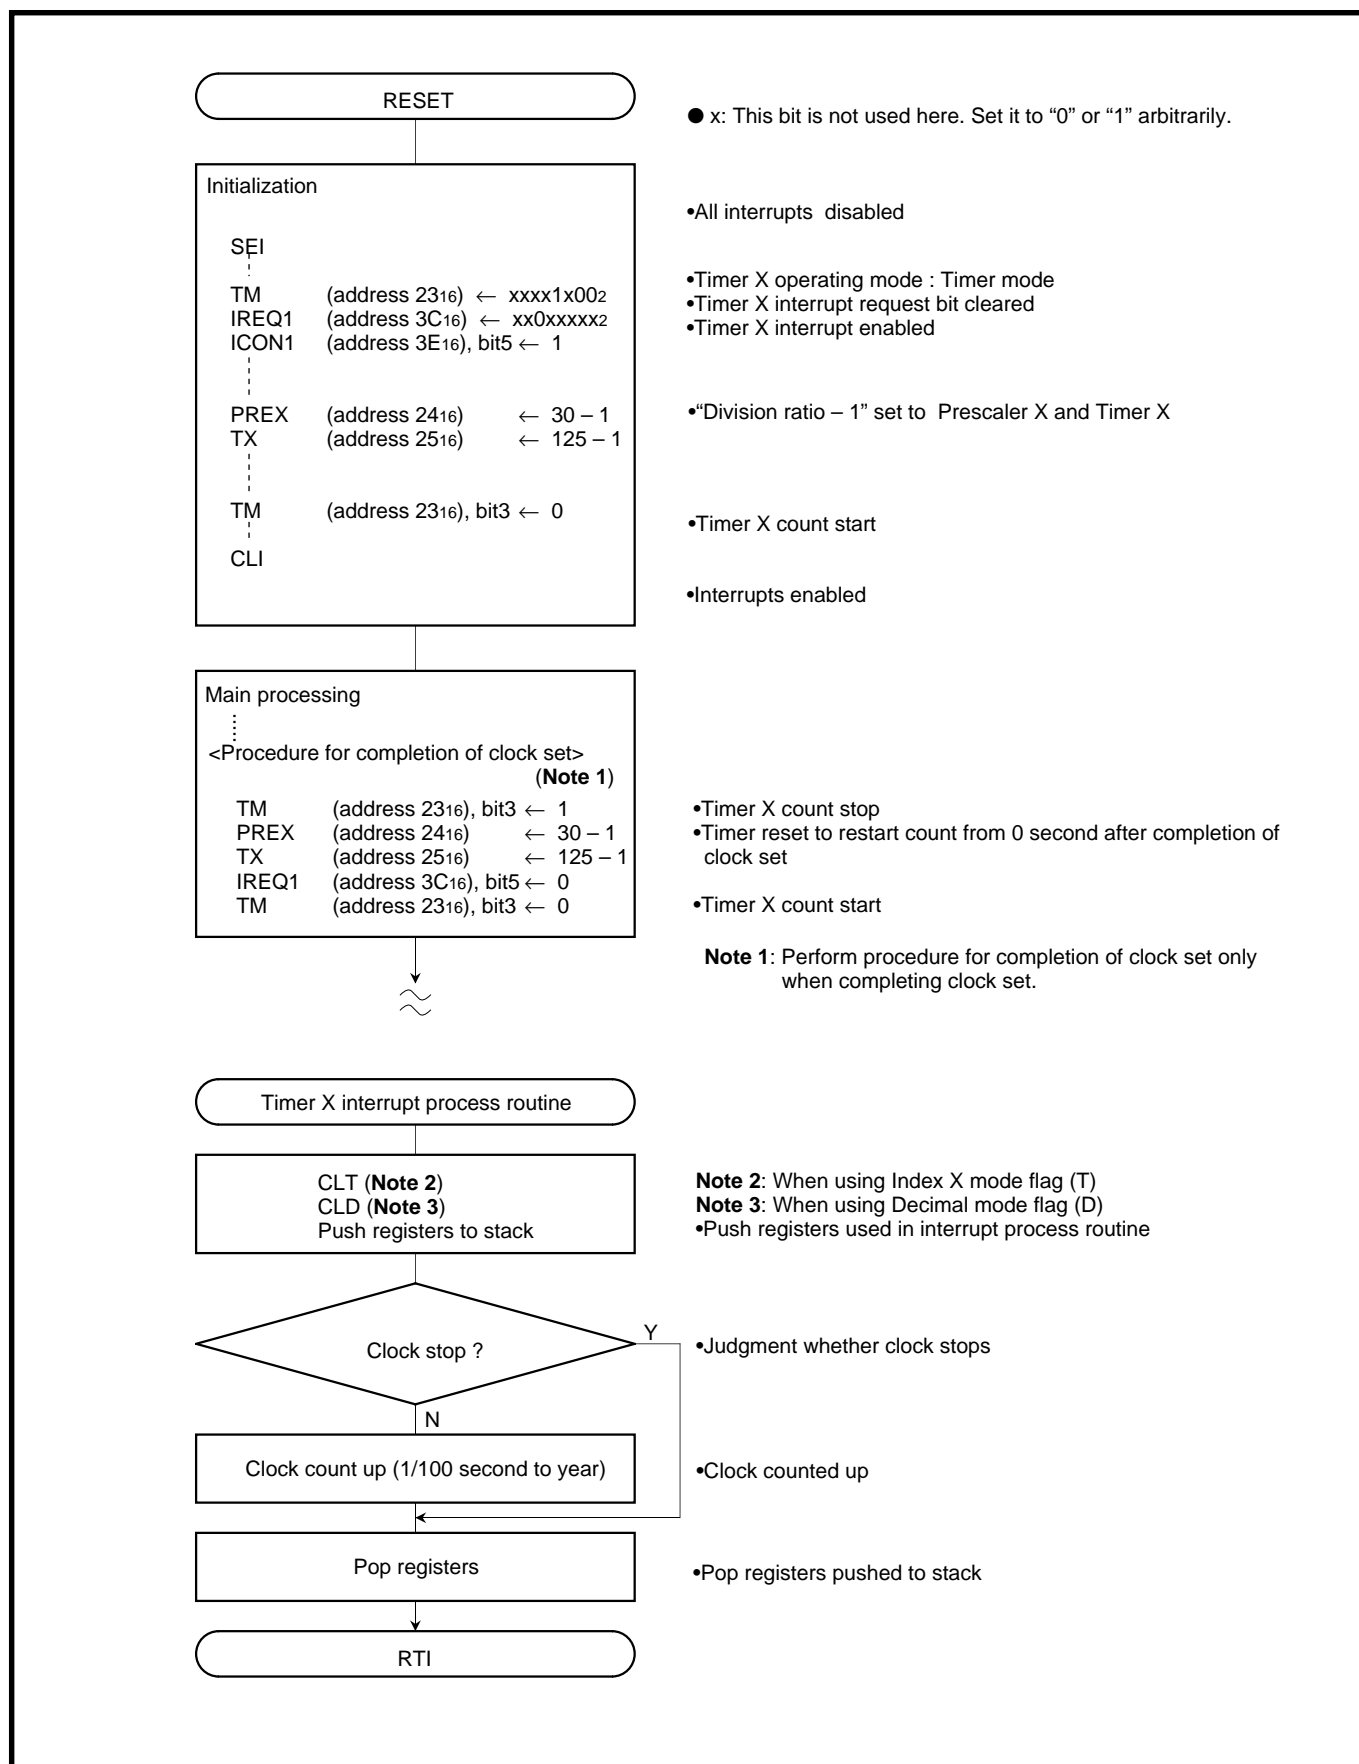 RESET
● x: This bit is not used here. Set it to “0” or “1” arbitrarily.
Initialization
•All interrupts disabled
SEI
•Timer X operating mode : Timer mode
TM (address 2316) ← xxxx1x002
•Timer X interrupt request bit cleared
IREQ1 (address 3C16) ← xx0xxxxx2
•Timer X interrupt enabled
ICON1 (address 3E16), bit5 ← 1
PREX (address 2416) ← 30 – 1
•“Division ratio – 1” set to Prescaler X and Timer X
TX (address 2516) ← 125 – 1
TM (address 2316), bit3 ← 0
•Timer X count start
CLI
•Interrupts enabled
Main processing
<Procedure for completion of clock set>
(Note 1)
TM (address 2316), bit3 ← 1
•Timer X count stop
PREX (address 2416) ← 30 – 1
•Timer reset to restart count from 0 second after completion of
TX (address 2516) ← 125 – 1
clock set
IREQ1 (address 3C16), bit5 ← 0
TM (address 2316), bit3 ← 0
•Timer X count start
Note 1: Perform procedure for completion of clock set only
when completing clock set.
Timer X interrupt process routine
CLT (Note 2)
Note 2: When using Index X mode flag (T)
CLD (Note 3)
Note 3: When using Decimal mode flag (D)
Push registers to stack
•Push registers used in interrupt process routine
Y
Clock stop ?
•Judgment whether clock stops
N
Clock count up (1/100 second to year)
•Clock counted up
Pop registers
•Pop registers pushed to stack
RTI